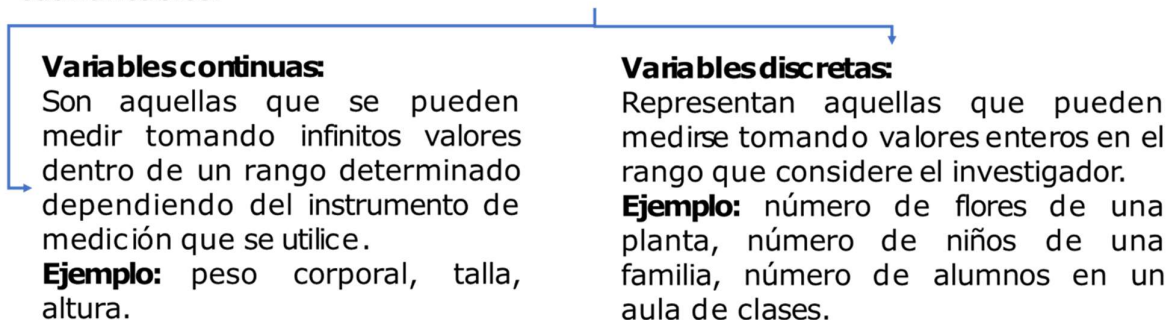 Variables continuas:
Son aquellas que se pueden
medir tomando infinitos valores
dentro de un rango determinado
dependiendo del instrumento de
medición que se utilice.
Ejemplo: peso corporal, talla,
altura.
Variables discretas:
Representan aquellas que pueden
medirse tomando valores enteros en el
rango que considere el investigador.
Ejemplo: número de flores de una
planta, número de niños de una
familia, número de alumnos en un
aula de clases.